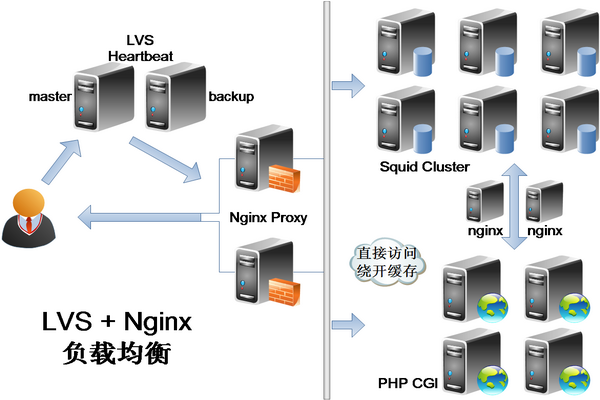 LVS
Heartbeat
master
backup
Nginx Proxy
LVS + Nginx
负载均衡
Squid Cluster
nginx
nginx
直接访问
绕开缓存
PHP CGI